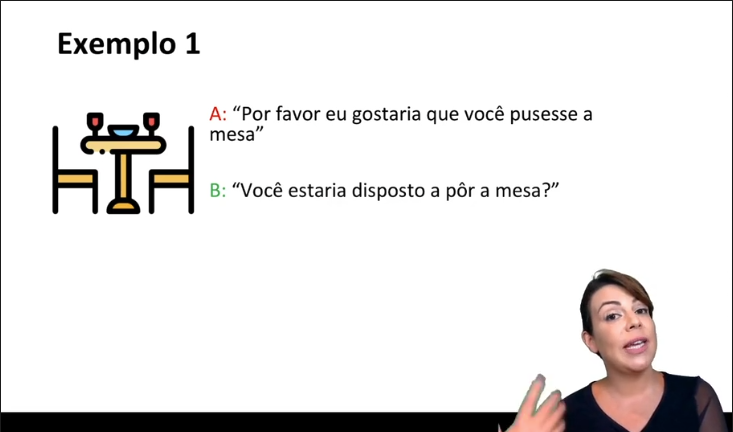 Exemplo 1
A: “Por favor eu gostaria que você pusesse a
mesa”
B: “Você estaria disposto a pôr a mesa?”